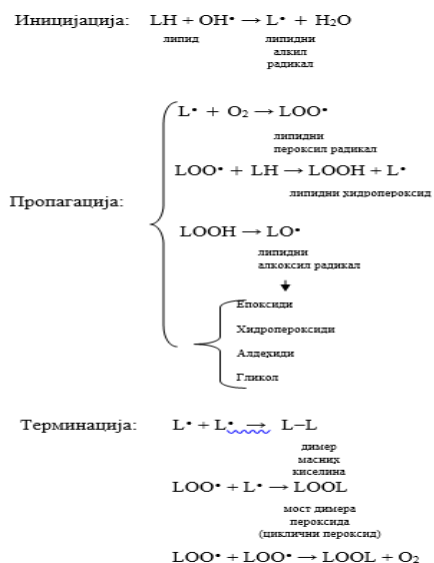 Иницијација: LH + OH• → L• + H₂O
липид липидни
алкил
радикал
L• + O₂ → LOO•
липидни
пероксил радикал
LOO• + LH → LOOH + L•
липидни хидропероксид
Пропагација:
LOOH → LO•
липидни
алкоксил радикал
Епоксиди
Хидропероксиди
Алдехиди
Гликол
Терминација: L• + L• → L–L
димер
масних
киселина
LOO• + L• → LOOL
мост димера
пероксида
(циклични пероксид)
LOO• + LOO• → LOOL + O₂